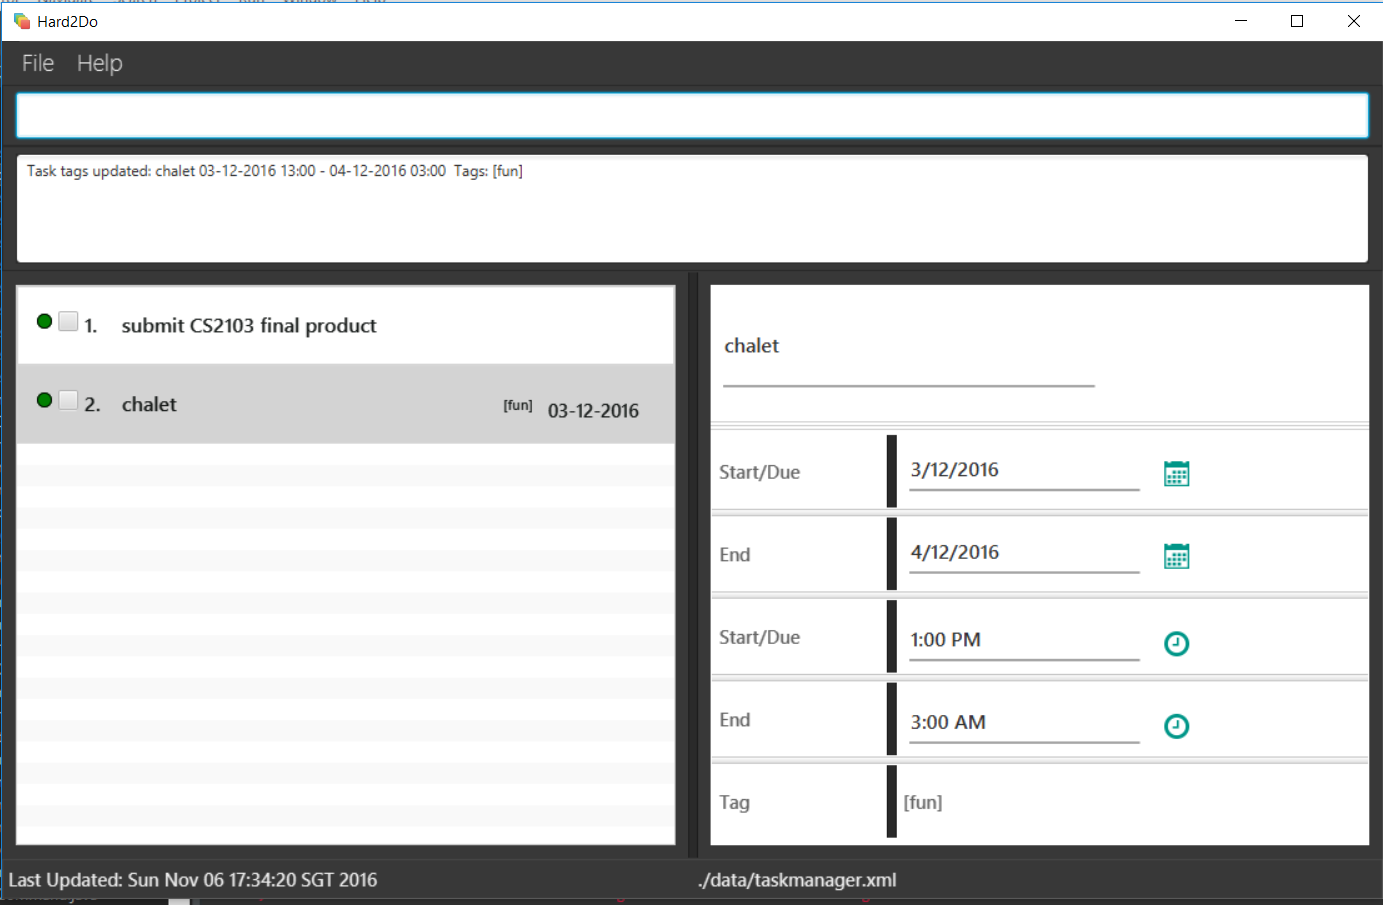 Hard2Do
File Help
Task tags updated: chalet 03-12-2016 13:00 - 04-12-2016 03:00 Tags: [fun]
1. submit CS2103 final product
2. chalet [fun] 03-12-2016
chalet
Start/Due 3/12/2016
End 4/12/2016
Start/Due 1:00 PM
End 3:00 AM
Tag [fun]
Last Updated: Sun Nov 06 17:34:20 SGT 2016 ./data/taskmanager.xml